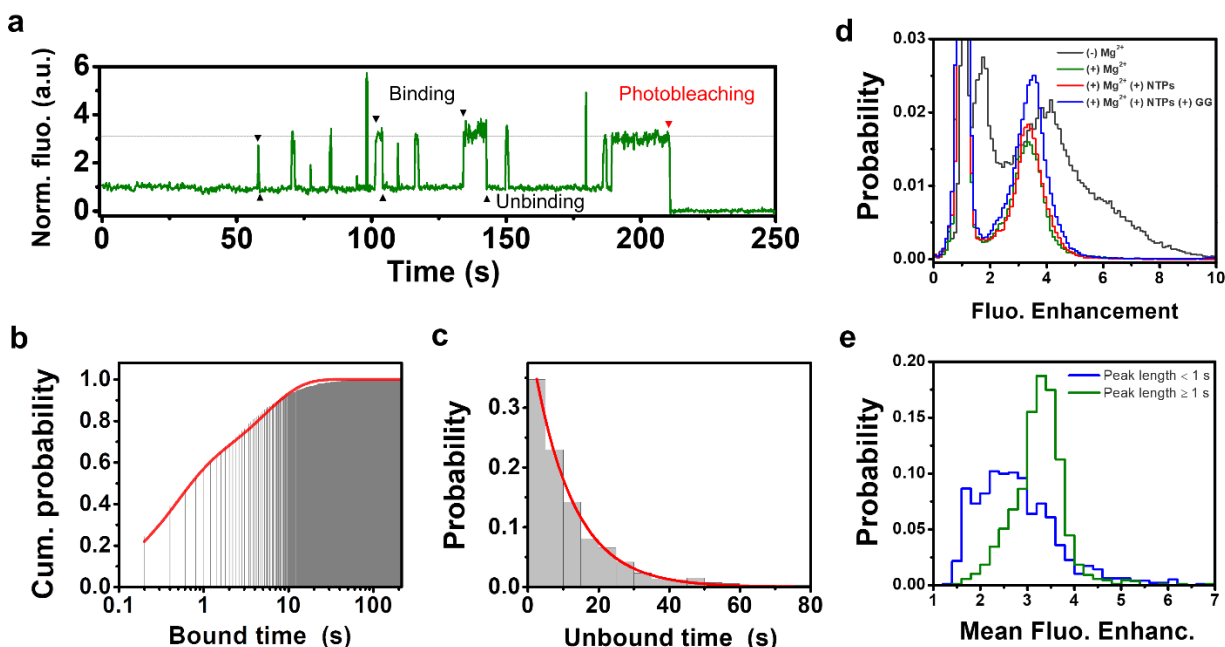 a
Norm. fluo. (a.u.)
6
4
2
0
Binding
Photobleaching
Unbinding
0
50
100
150
200
250
Time (s)
b
Cum. probability
1.0
0.8
0.6
0.4
0.2
0.0
0.1
1
10
100
Bound time (s)
c
Probability
0.3
0.2
0.1
0.0
0
20
40
60
80
Unbound time (s)
d
Probability
0.03
0.02
0.01
0.00
(-) Mg²⁺
(+) Mg²⁺
(+) Mg²⁺ (+) NTPs
(+) Mg²⁺ (+) NTPs (+) GG
0
2
4
6
8
10
Fluo. Enhancement
e
Probability
0.20
0.15
0.10
0.05
0.00
Peak length < 1 s
Peak length ≥ 1 s
1
2
3
4
5
6
7
Mean Fluo. Enhanc.